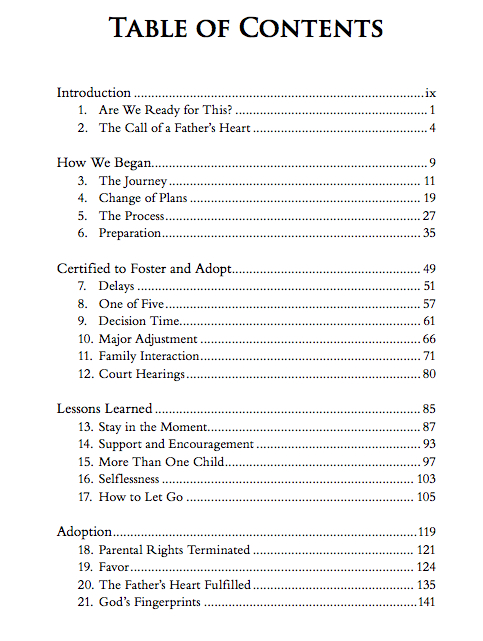 TABLE OF CONTENTS
Introduction ........................................ ix
1. Are We Ready for This? ........................................ 1
2. The Call of a Father's Heart ........................................ 4
How We Began ........................................ 9
3. The Journey ........................................ 11
4. Change of Plans ........................................ 19
5. The Process ........................................ 27
6. Preparation ........................................ 35
Certified to Foster and Adopt ........................................ 49
7. Delays ........................................ 51
8. One of Five ........................................ 57
9. Decision Time ........................................ 61
10. Major Adjustment ........................................ 66
11. Family Interaction ........................................ 71
12. Court Hearings ........................................ 80
Lessons Learned ........................................ 85
13. Stay in the Moment ........................................ 87
14. Support and Encouragement ........................................ 93
15. More Than One Child ........................................ 97
16. Selflessness ........................................ 103
17. How to Let Go ........................................ 105
Adoption ........................................ 119
18. Parental Rights Terminated ........................................ 121
19. Favor ........................................ 124
20. The Father's Heart Fulfilled ........................................ 135
21. God's Fingerprints ........................................ 141